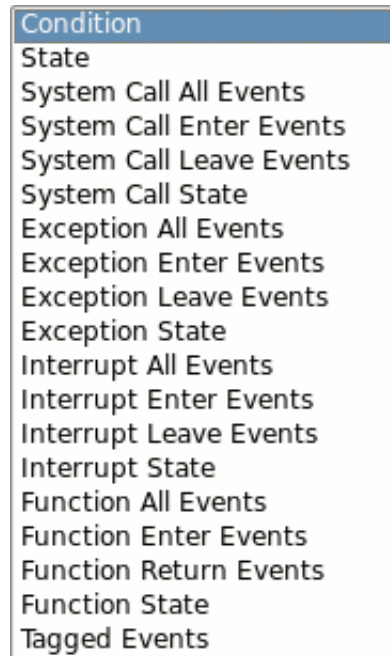 Condition
State
System Call All Events
System Call Enter Events
System Call Leave Events
System Call State
Exception All Events
Exception Enter Events
Exception Leave Events
Exception State
Interrupt All Events
Interrupt Enter Events
Interrupt Leave Events
Interrupt State
Function All Events
Function Enter Events
Function Return Events
Function State
Tagged Events